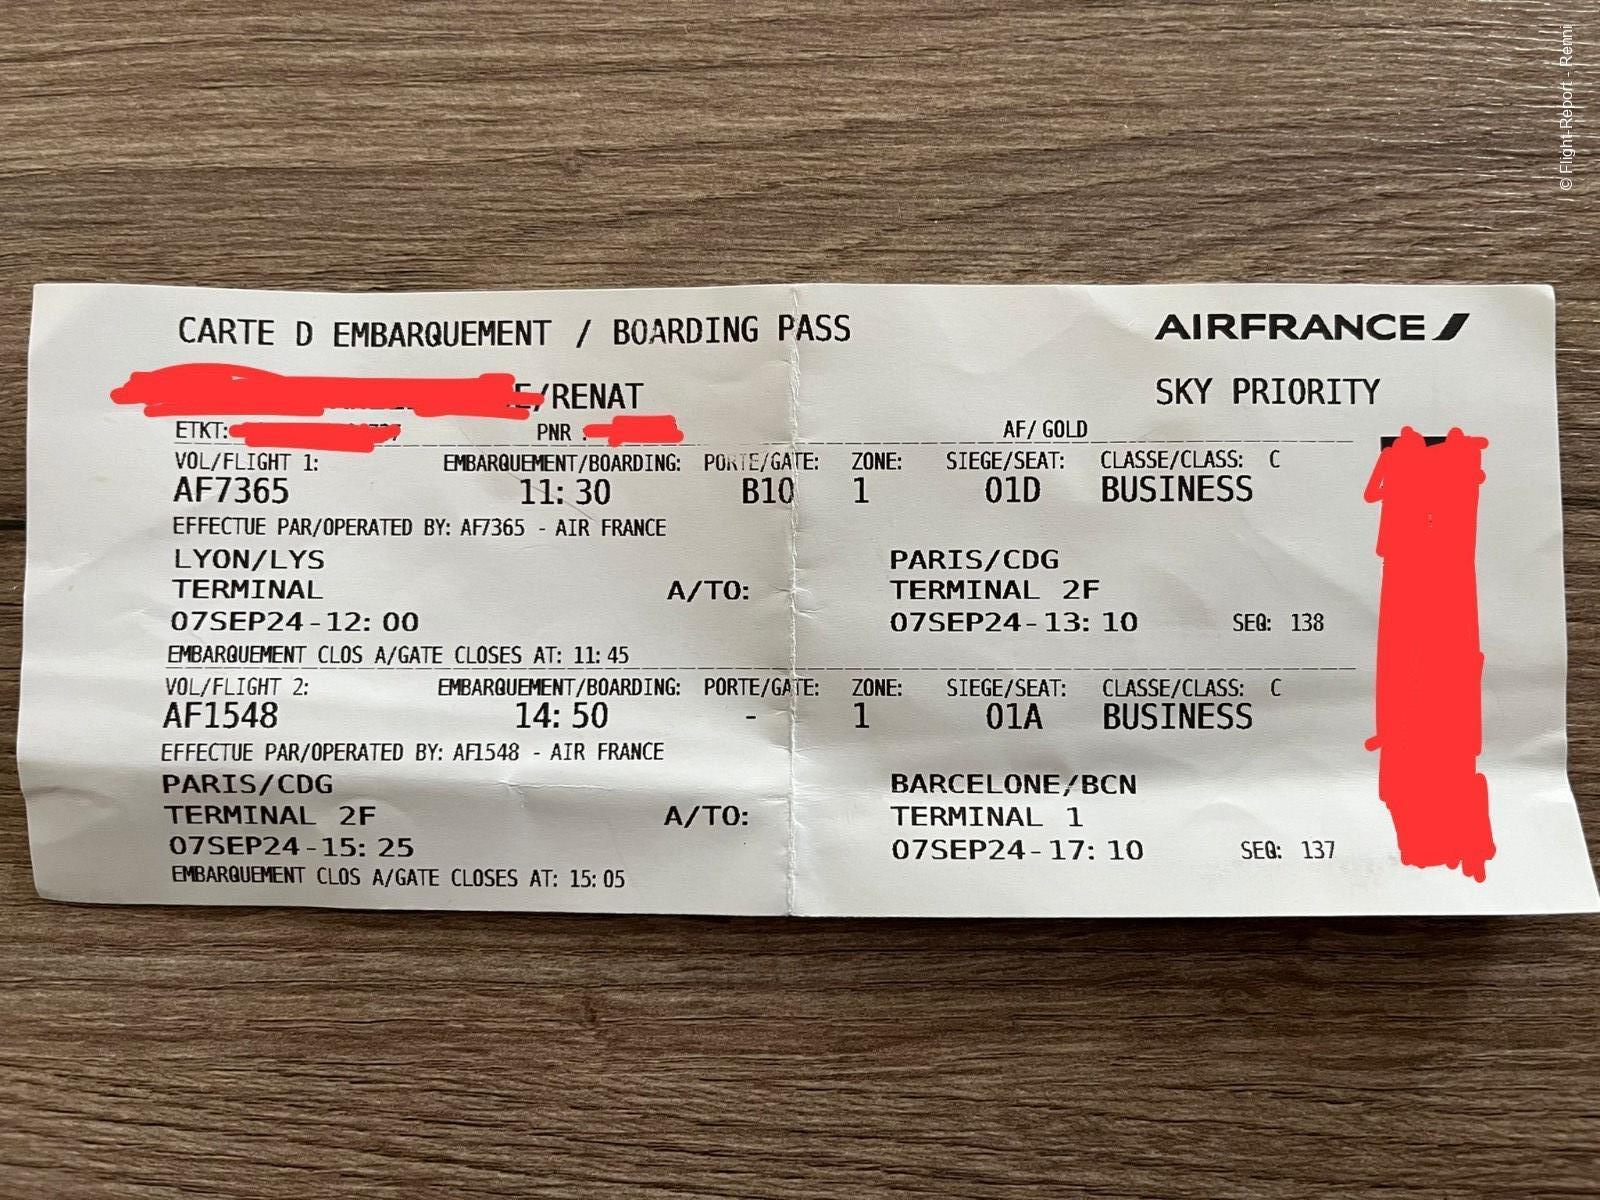 CARTE D EMBARQUEMENT / BOARDING PASS
AIRFRANCE
/RENAT
SKY PRIORITY
ETKT:
PNR :
AF/ GOLD
VOL/FLIGHT 1: EMBARQUEMENT/BOARDING: PORTE/GATE: ZONE: SIEGE/SEAT: CLASSE/CLASS: C
AF7365 11: 30 B10 1 01D BUSINESS
EFFECTUE PAR/OPERATED BY: AF7365 - AIR FRANCE
LYON/LYS PARIS/CDG
TERMINAL A/TO: TERMINAL 2F
07SEP24-12: 00 07SEP24-13: 10 SEQ: 138
EMBARQUEMENT CLOS A/GATE CLOSES AT: 11: 45
VOL/FLIGHT 2: EMBARQUEMENT/BOARDING: PORTE/GATE: ZONE: SIEGE/SEAT: CLASSE/CLASS: C
AF1548 14: 50 - 1 01A BUSINESS
EFFECTUE PAR/OPERATED BY: AF1548 - AIR FRANCE
PARIS/CDG BARCELONE/BCN
TERMINAL 2F A/TO: TERMINAL 1
07SEP24-15: 25 07SEP24-17: 10 SEQ: 137
EMBARQUEMENT CLOS A/GATE CLOSES AT: 15: 05
© Flight-Report - Renni